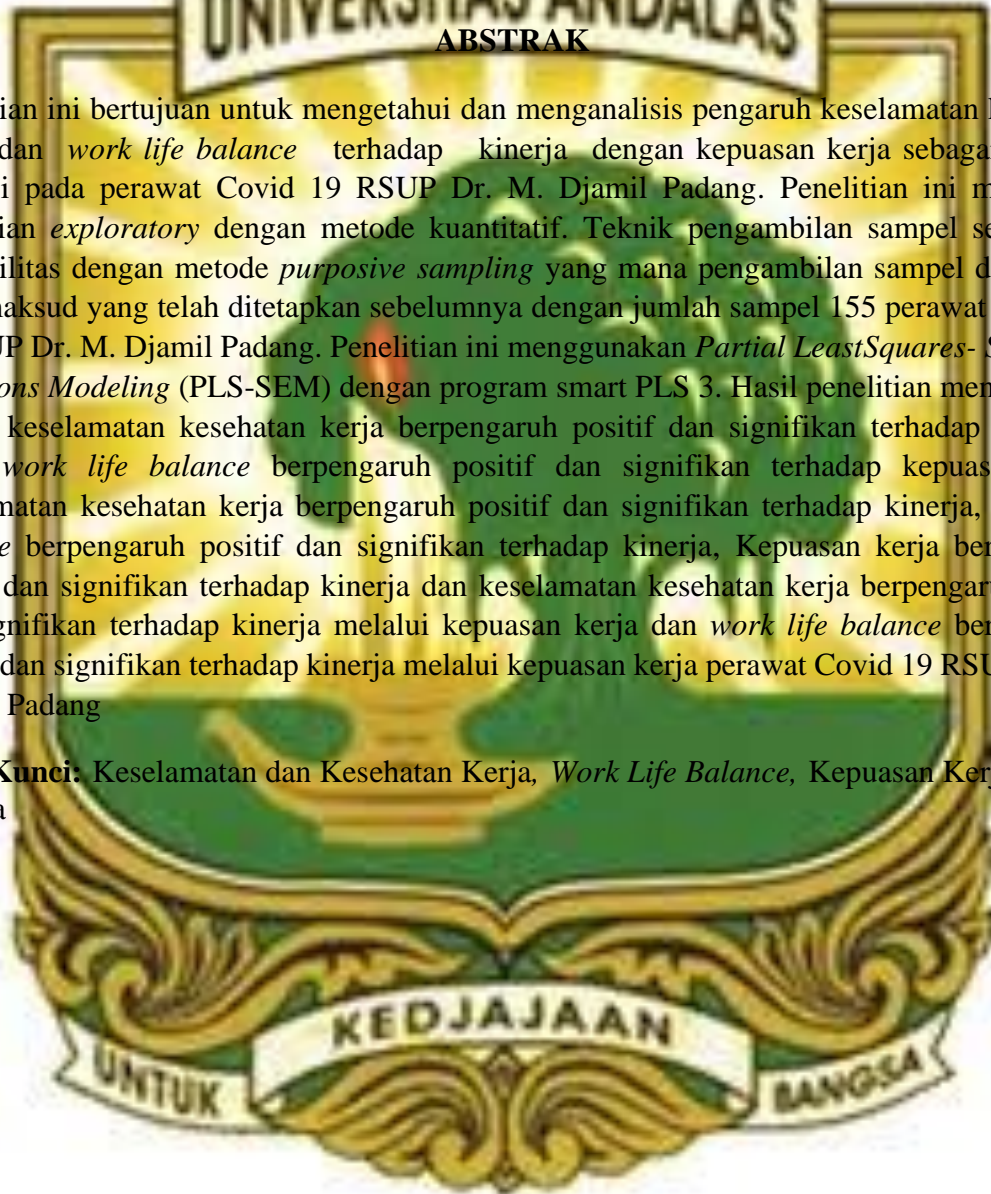 UNIVERSITAS ANDALAS
ABSTRAK
ian ini bertujuan untuk mengetahui dan menganalisis pengaruh keselamatan
dan work life balance terhadap kinerja dengan kepuasan kerja sebaga
i pada perawat Covid 19 RSUP Dr. M. Djamil Padang. Penelitian ini m
ian exploratory dengan metode kuantitatif. Teknik pengambilan sampel se
ilitas dengan metode purposive sampling yang mana pengambilan sampel d
aksud yang telah ditetapkan sebelumnya dengan jumlah sampel 155 perawat
UP Dr. M. Djamil Padang. Penelitian ini menggunakan Partial LeastSquares- S
ons Modeling (PLS-SEM) dengan program smart PLS 3. Hasil penelitian men
keselamatan kesehatan kerja berpengaruh positif dan signifikan terhadap
work life balance berpengaruh positif dan signifikan terhadap kepuas
matan kesehatan kerja berpengaruh positif dan signifikan terhadap kinerja,
e berpengaruh positif dan signifikan terhadap kinerja, Kepuasan kerja ber
dan signifikan terhadap kinerja dan keselamatan kesehatan kerja berpengaru
gnifikan terhadap kinerja melalui kepuasan kerja dan work life balance ber
dan signifikan terhadap kinerja melalui kepuasan kerja perawat Covid 19 RSU
Padang
Kunci: Keselamatan dan Kesehatan Kerja, Work Life Balance, Kepuasan Kerj
a
KEDJAJAAN
UNTUK BANGSA